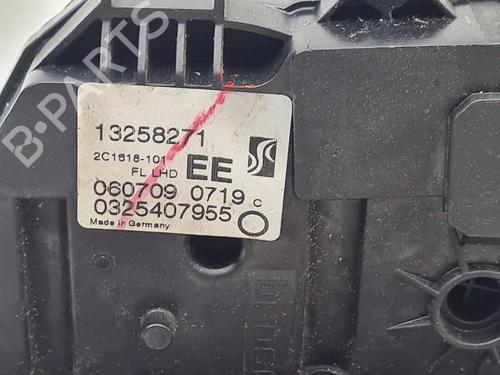 B-PARTS
13258271
2C1618-101
FL LHD EE
060709 0719 C
0325407955
Made in Germany